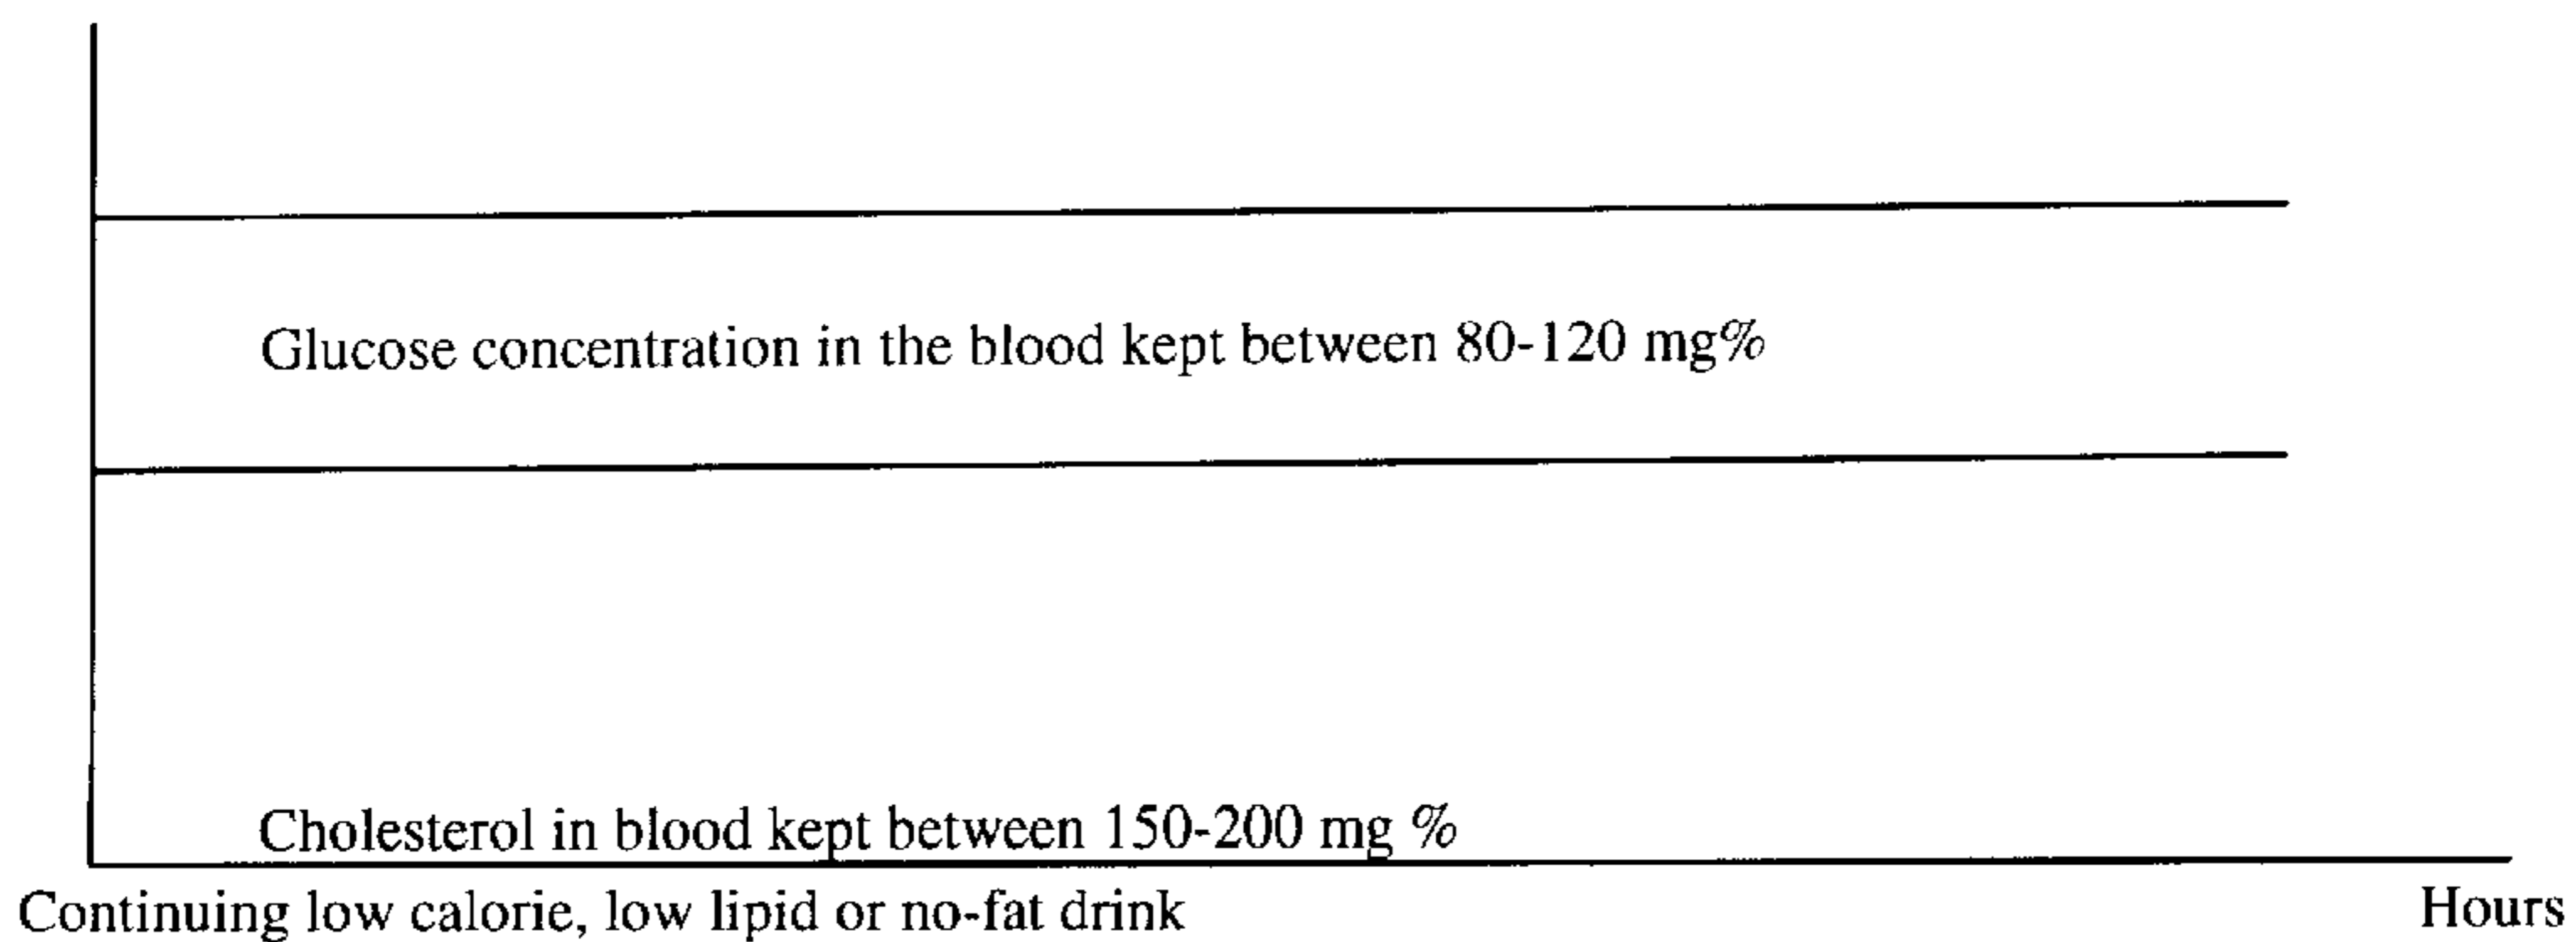 Glucose concentration in the blood kept between 80-120 mg%
Cholesterol in blood kept between 150-200 mg %
Continuing low calorie, low lipid or no-fat drink
Hours